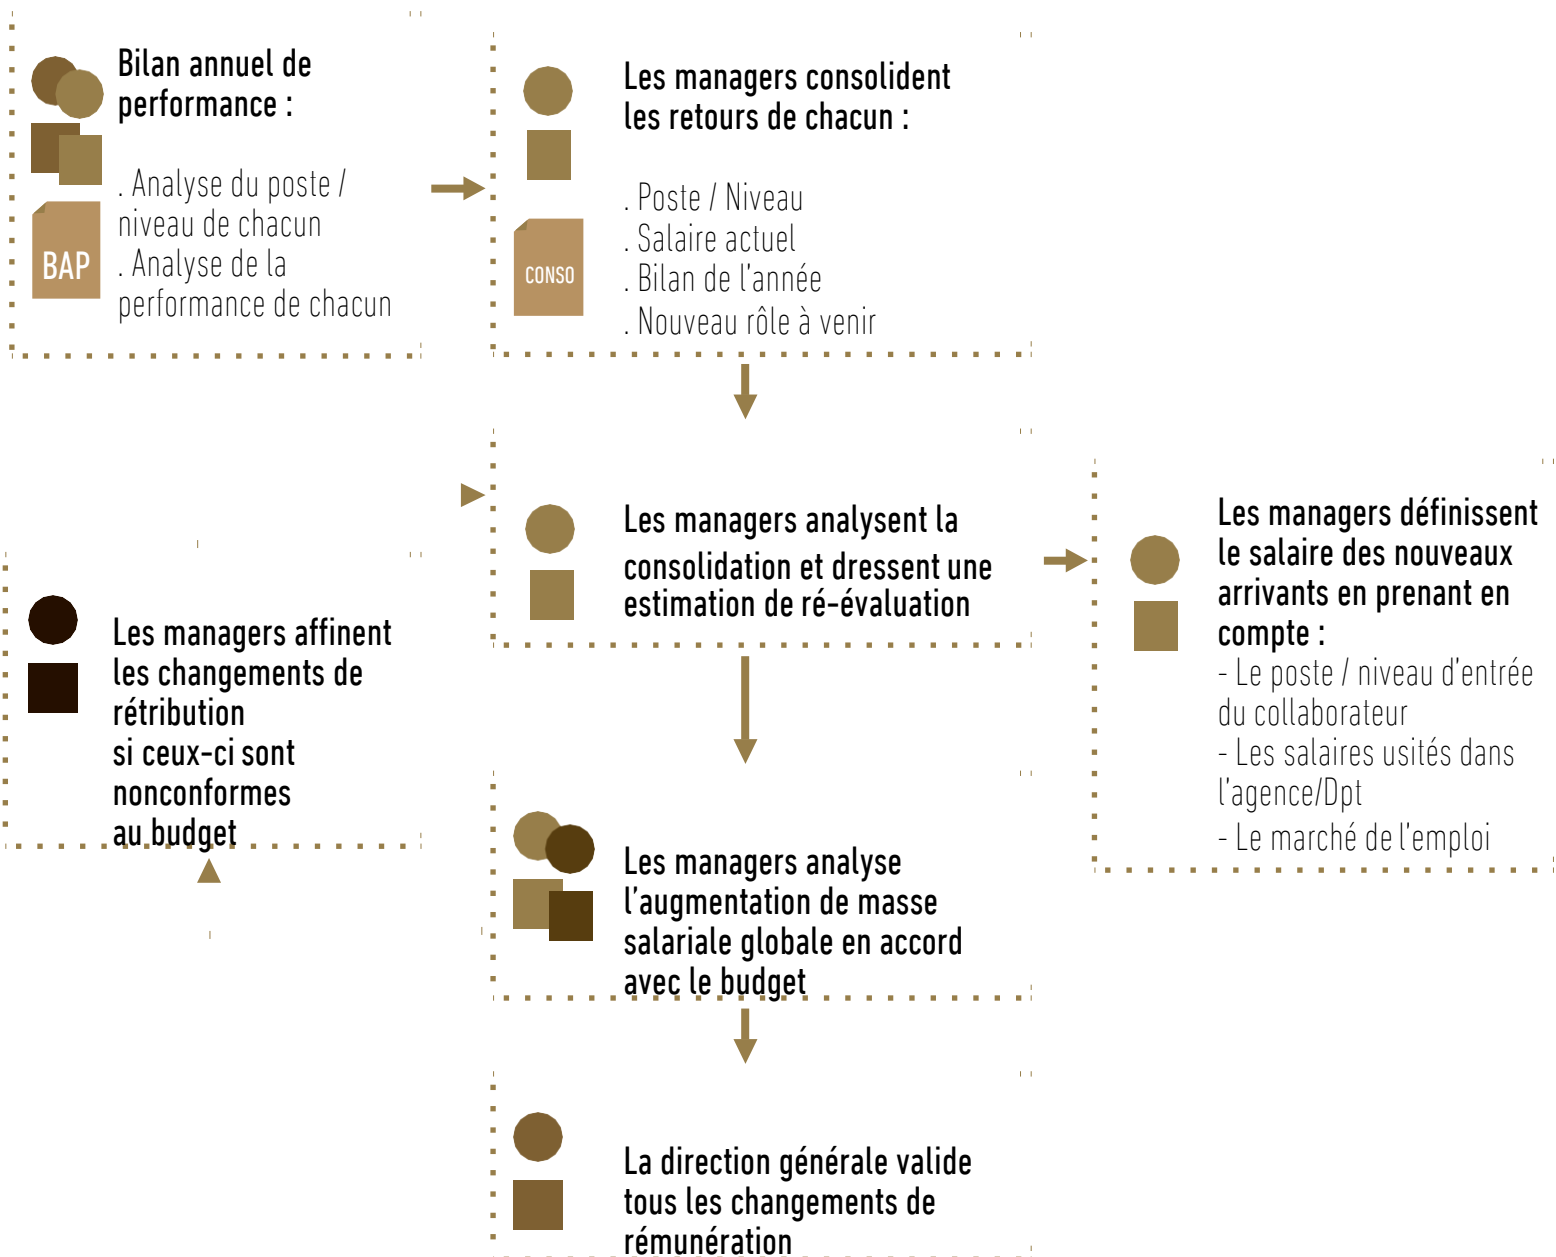 Bilan annuel de
performance :
. Analyse du poste /
niveau de chacun
. Analyse de la
performance de chacun
BAP
Les managers consolident
les retours de chacun :
. Poste / Niveau
. Salaire actuel
. Bilan de l'année
. Nouveau rôle à venir
CONSO
Les managers analysent la
consolidation et dressent une
estimation de ré-évaluation
Les managers définissent
le salaire des nouveaux
arrivants en prenant en
compte :
- Le poste / niveau d'entrée
du collaborateur
- Les salaires usités dans
l'agence/Dpt
- Le marché de l'emploi
Les managers affinent
les changements de
rétribution
si ceux-ci sont
nonconformes
au budget
Les managers analyse
l'augmentation de masse
salariale globale en accord
avec le budget
La direction générale valide
tous les changements de
rémunération